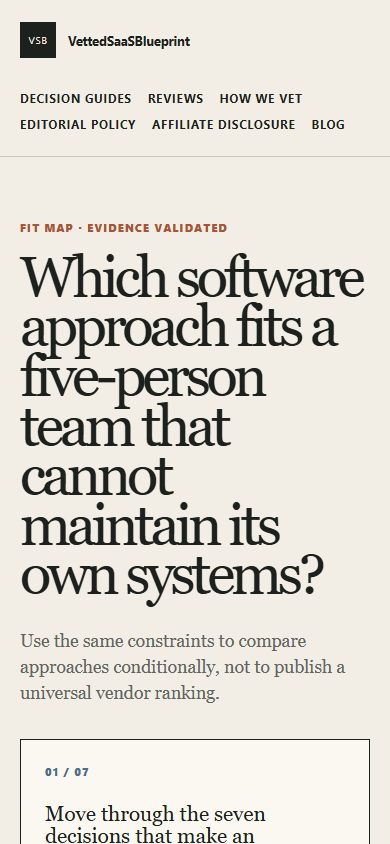 VSB VettedSaaSBlueprint
DECISION GUIDES REVIEWS HOW WE VET
EDITORIAL POLICY AFFILIATE DISCLOSURE BLOG
FIT MAP · EVIDENCE VALIDATED
Which software
approach fits a
five-person
team that
cannot
maintain its
own systems?
Use the same constraints to compare
approaches conditionally, not to publish a
universal vendor ranking.
01 / 07
Move through the seven
decisions that make an